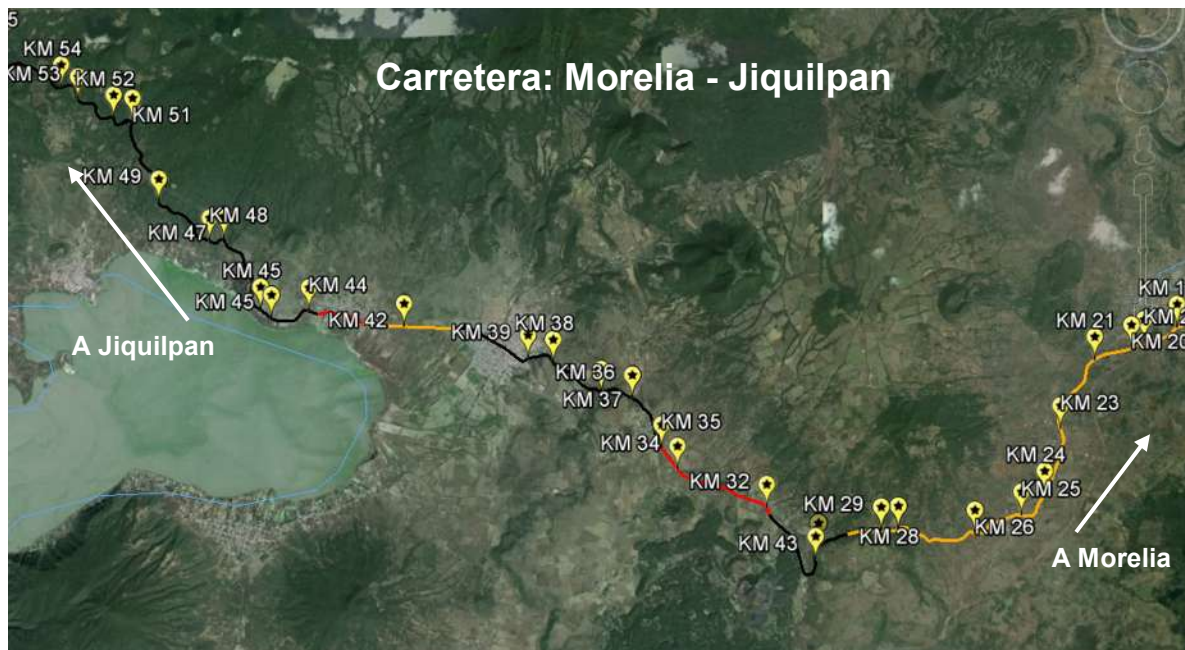 5
KM 54
KM 53
KM 52
KM 51
Carretera: Morelia - Jiquilpan
KM 49
KM 48
KM 47
KM 45
KM 44
KM 45
KM 42
A Jiquilpan
KM 39
KM 38
KM 36
KM 37
KM 35
KM 34
KM 32
KM 29
KM 43
KM 28
KM 26
KM 25
KM 24
KM 23
KM 21
KM 20
A Morelia